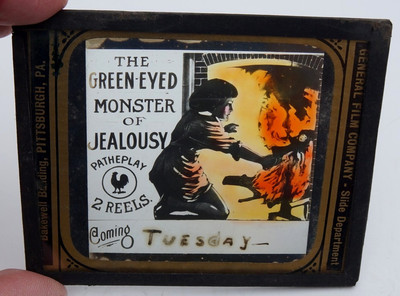 THE
GREEN-EYED
MONSTER
OF
JEALOUSY
PATHEPLAY
2 REELS.
Coming TUESDAY—
Bakewell Building, PITTSBURGH, PA.
GENERAL FILM COMPANY - Slide Department